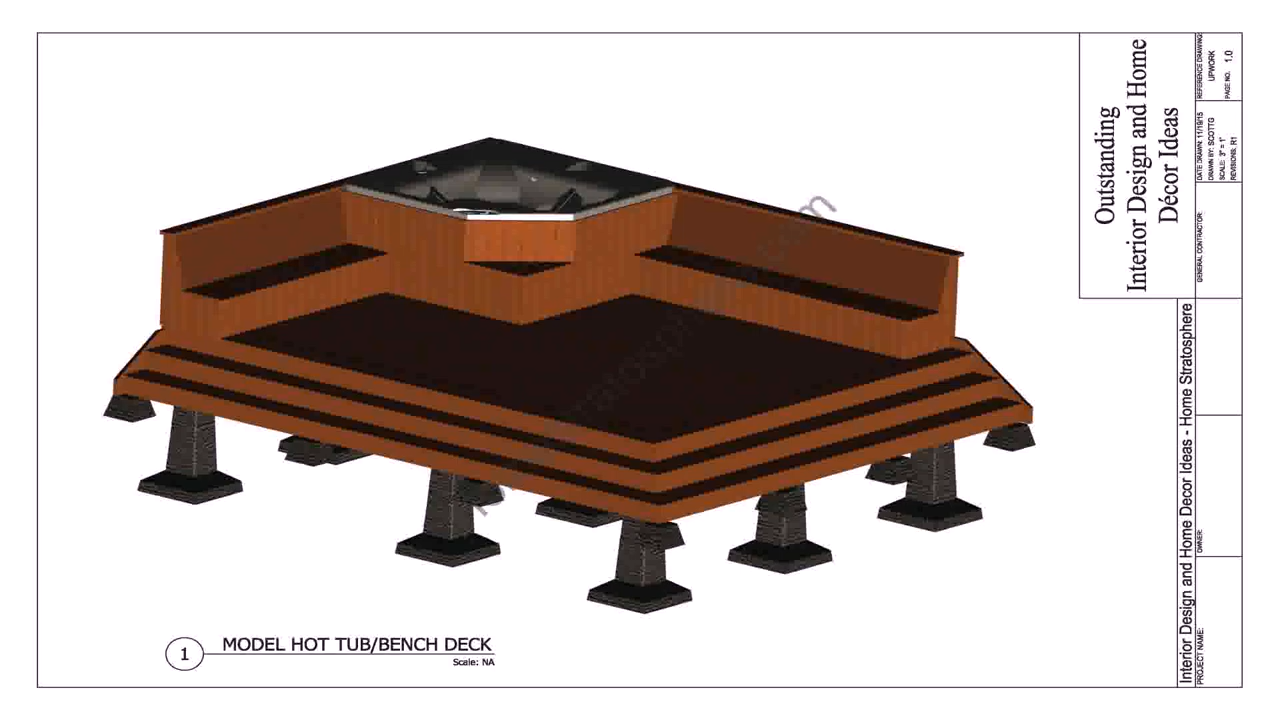 MODEL HOT TUB/BENCH DECK
1
Scale: NA
Outstanding
Interior Design and Home
Décor Ideas
REFERENCE DRAWING:
UPWORK
PAGE NO. 1.0
DATE DRAWN: 11/19/15
DRAWN BY: SCOTTG
SCALE: 3" = 1'
REVISIONS: R1
GENERAL CONTRACTOR:
OWNER:
PROJECT NAME:
Interior Design and Home Decor Ideas - Home Stratosphere